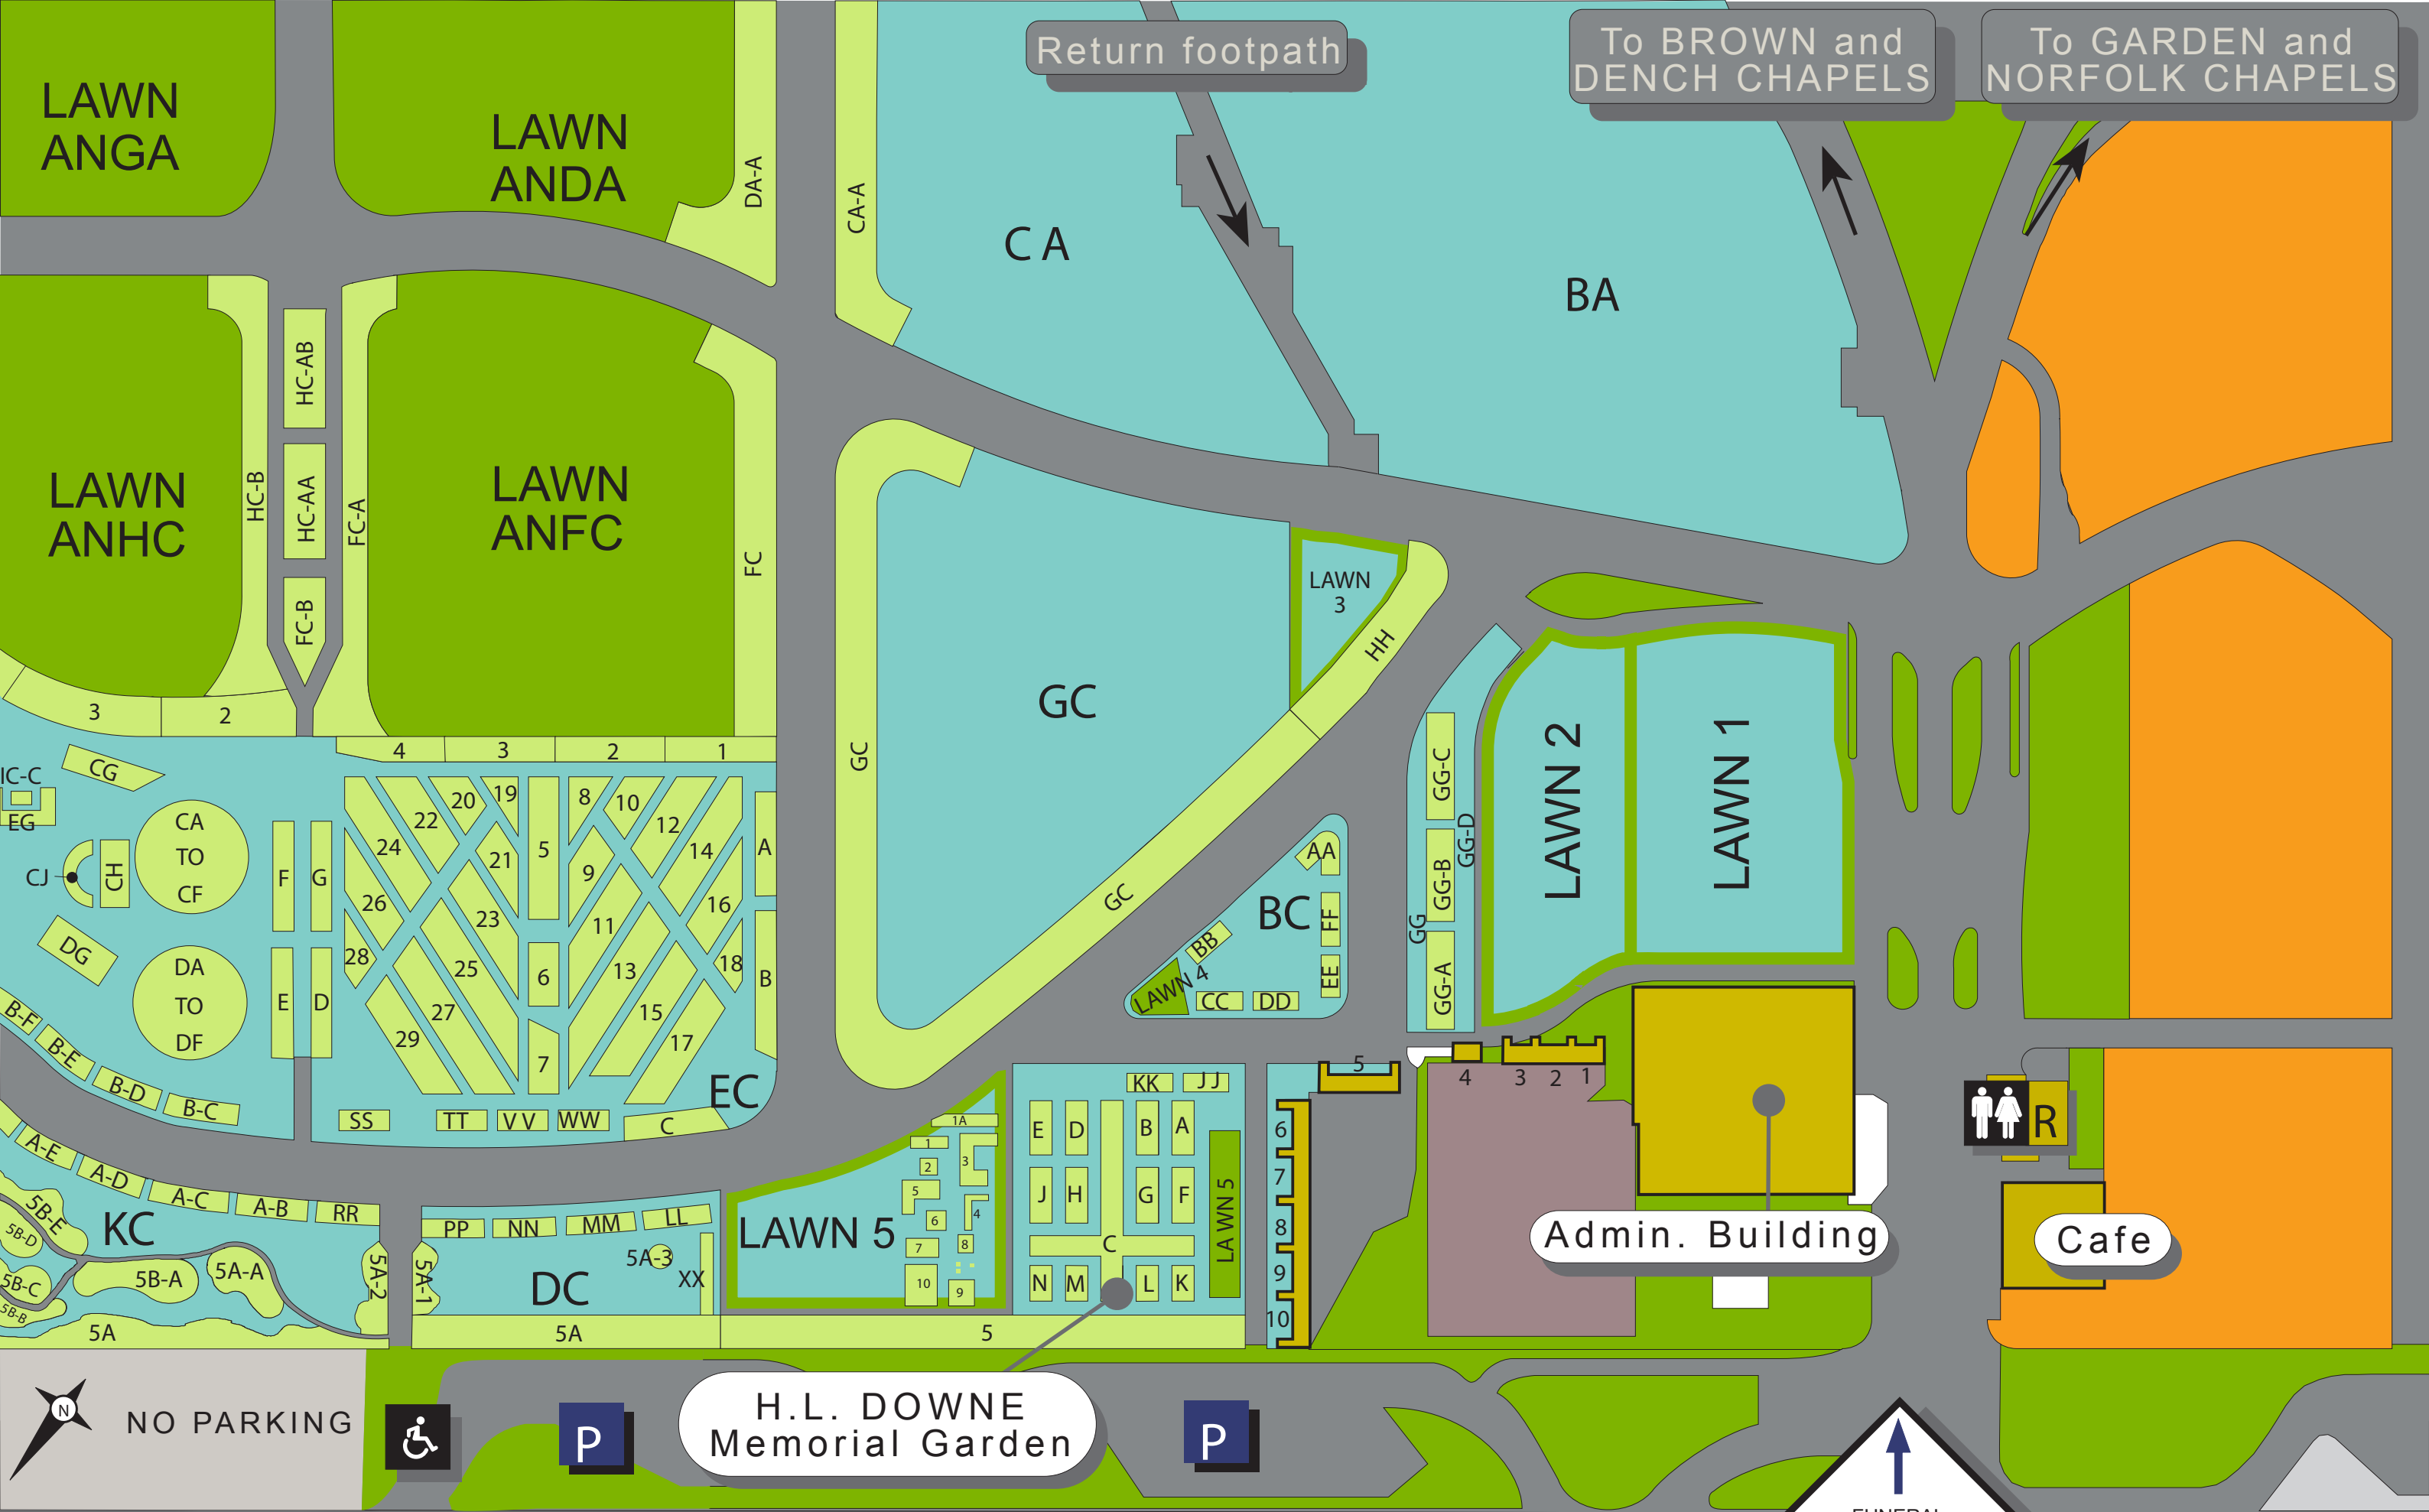 Return footpath
To BROWN and
DENCH CHAPELS
To GARDEN and
NORFOLK CHAPELS
LAWN
ANGA
LAWN
ANDA
DA-A
CA-A
CA
BA
LAWN
ANHC
HC-B
HC-AB
HC-AA
FC-B
FC-A
LAWN
ANFC
FC
3
2
4
3
2
1
GC
GC
GC
LAWN
3
HH
IC-C
EG
CG
CJ
CH
CA
TO
CF
DG
DA
TO
DF
F
G
E
D
24
22
20
19
5
8
10
12
14
A
26
21
9
16
28
23
11
18
25
6
13
B
27
15
29
7
17
EC
B-F
B-E
B-D
B-C
SS
TT
VV
WW
C
AA
BC
FF
BB
EE
LAWN 4
CC
DD
GG-C
GG-D
GG-B
GG
GG-A
LAWN 2
LAWN 1
A-E
A-D
A-C
A-B
RR
5B-E
5B-D
5B-C
5B-B
KC
5B-A
5A-A
5A-2
5A-1
5A
PP
NN
MM
LL
5A-3
XX
DC
5A
LAWN 5
1A
1
2
3
5
4
6
7
8
10
9
5
KK
JJ
E
D
B
A
J
H
G
F
C
N
M
L
K
LAWN 5
5
4
3
2
1
6
7
8
9
10
Admin. Building
R
Cafe
N
NO PARKING
P
H.L. DOWNE
Memorial Garden
P